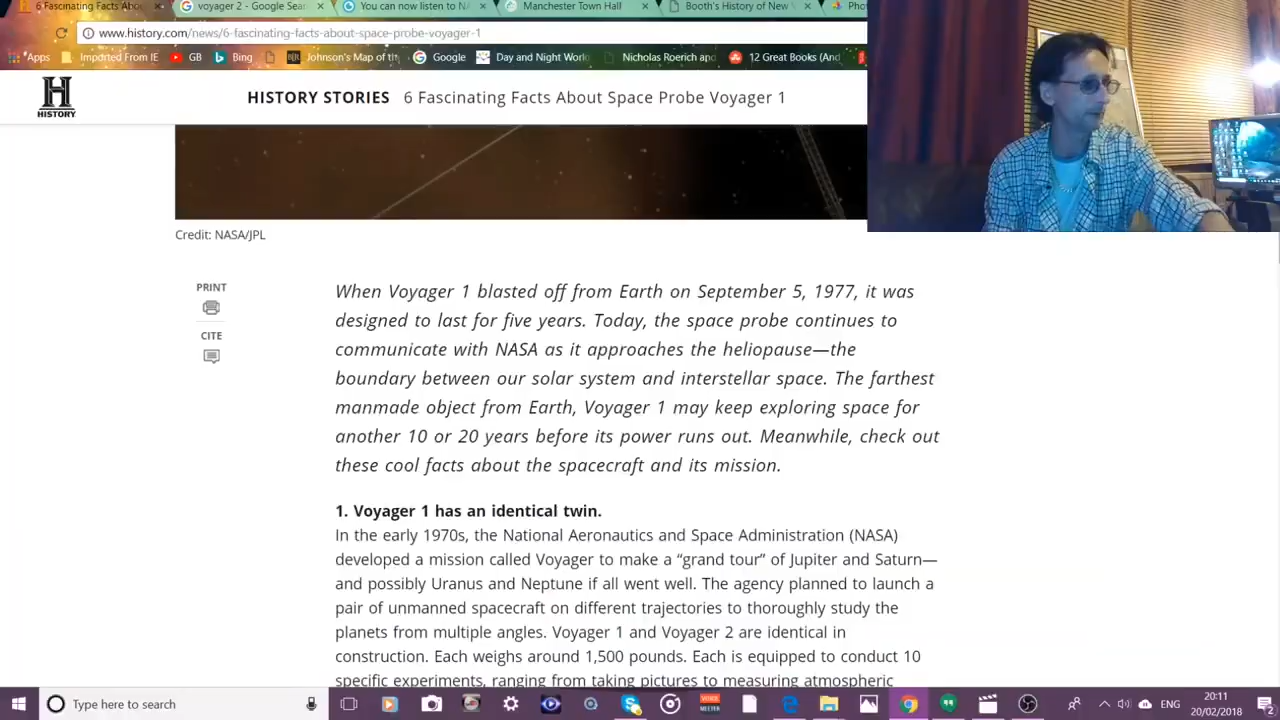 6 Fascinating Facts Abo
voyager 2 - Google Sear
You can now listen to NA
Manchester Town Hall
Booth's History of New
Phot
www.history.com/news/6-fascinating-facts-about-space-probe-voyager-1
Apps
Imported From IE
GB
Bing
Johnson's Map of th
Google
Day and Night World
Nicholas Roerich and
12 Great Books (And
H
HISTORY
HISTORY STORIES 6 Fascinating Facts About Space Probe Voyager 1
Credit: NASA/JPL
PRINT
CITE
When Voyager 1 blasted off from Earth on September 5, 1977, it was
designed to last for five years. Today, the space probe continues to
communicate with NASA as it approaches the heliopause—the
boundary between our solar system and interstellar space. The farthest
manmade object from Earth, Voyager 1 may keep exploring space for
another 10 or 20 years before its power runs out. Meanwhile, check out
these cool facts about the spacecraft and its mission.
1. Voyager 1 has an identical twin.
In the early 1970s, the National Aeronautics and Space Administration (NASA)
developed a mission called Voyager to make a “grand tour” of Jupiter and Saturn—
and possibly Uranus and Neptune if all went well. The agency planned to launch a
pair of unmanned spacecraft on different trajectories to thoroughly study the
planets from multiple angles. Voyager 1 and Voyager 2 are identical in
construction. Each weighs around 1,500 pounds. Each is equipped to conduct 10
specific experiments, ranging from taking pictures to measuring atmospheric
Type here to search
ENG
20:11
20/02/2018
2